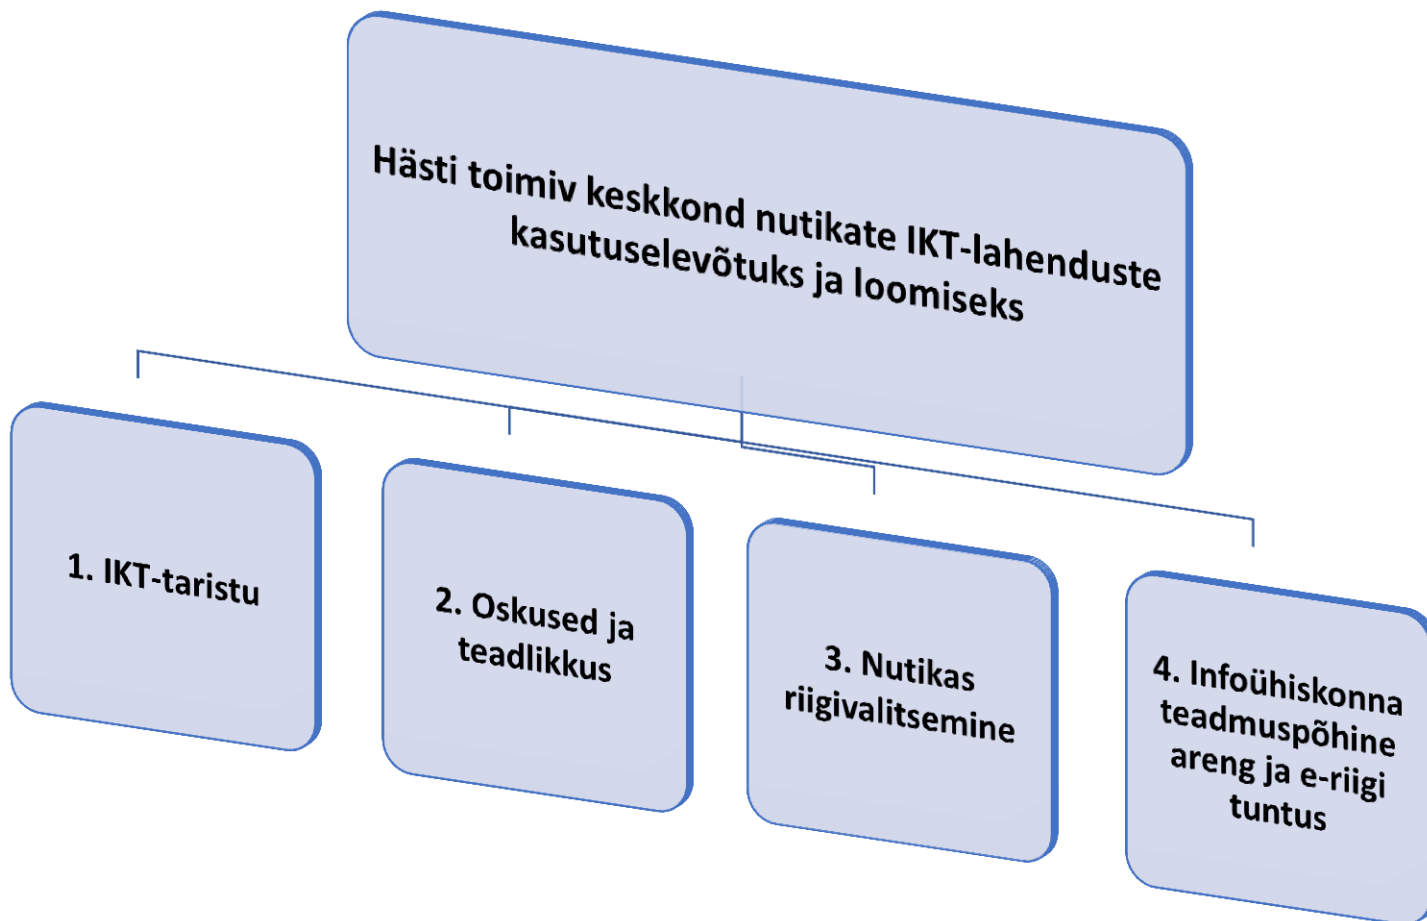 Hästi toimiv keskkond nutikate IKT-lahenduste
kasutuselevõtuks ja loomiseks
1. IKT-taristu
2. Oskused ja
teadlikkus
3. Nutikas
riigivalitsemine
4. Infoühiskonna
teadmuspõhine
areng ja e-riigi
tuntus